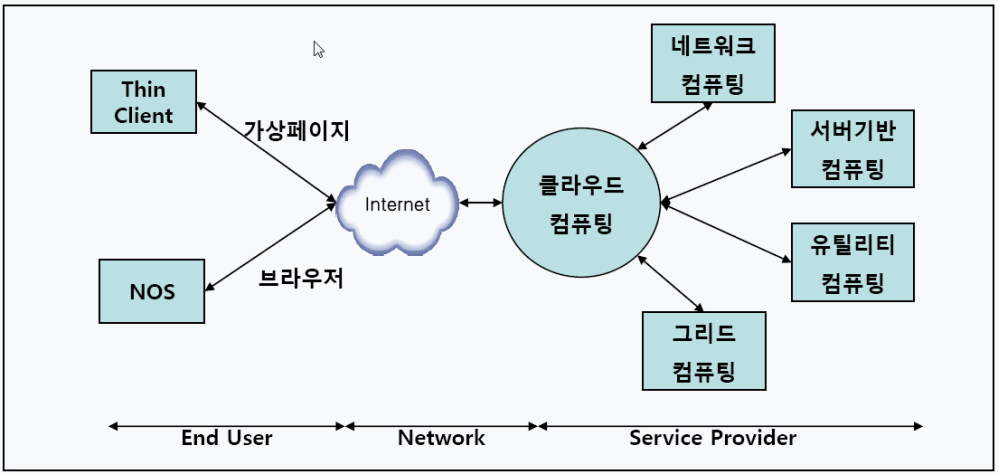 네트워크
컴퓨팅
Thin
Client
가상페이지
서버기반
컴퓨팅
Internet
클라우드
컴퓨팅
유틸리티
컴퓨팅
브라우저
NOS
그리드
컴퓨팅
End User
Network
Service Provider